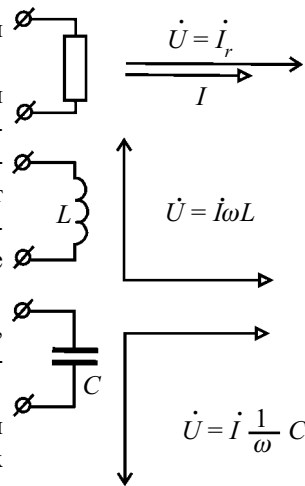 U̇ = İ_r
I
L
U̇ = İωL
C
U̇ = İ 1/ω C